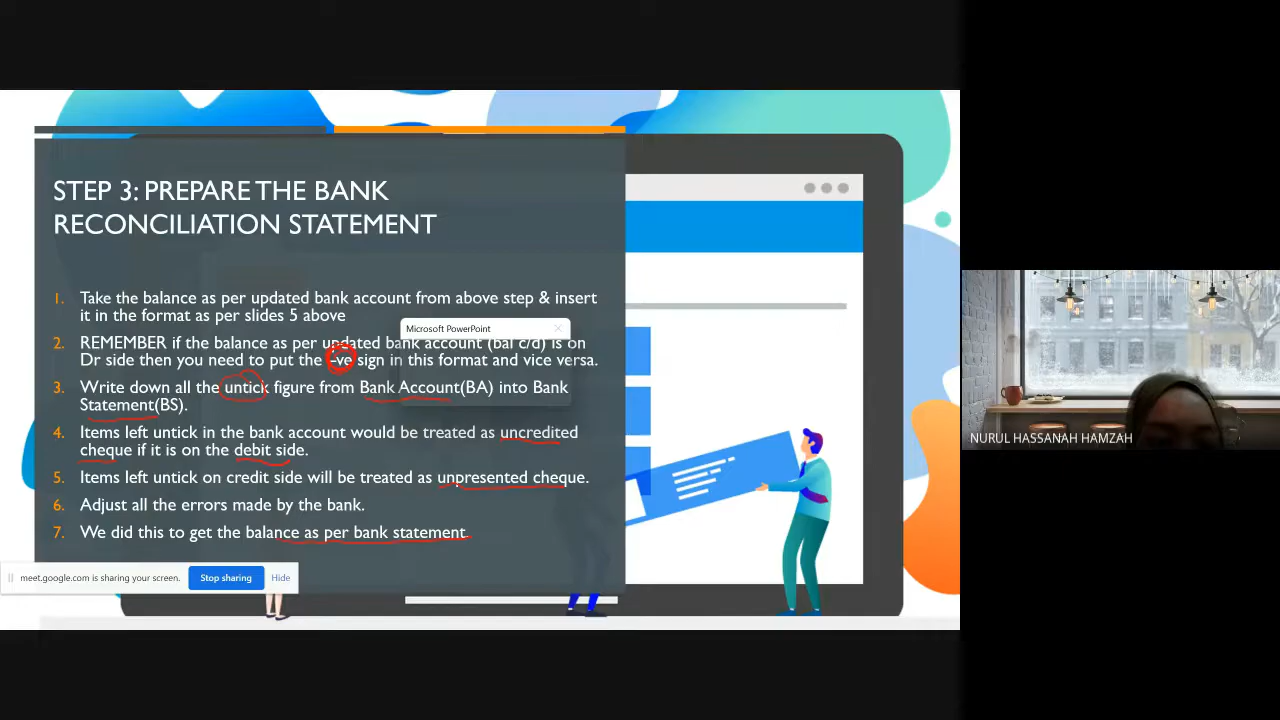 STEP 3: PREPARE THE BANK
RECONCILIATION STATEMENT
1. Take the balance as per updated bank account from above step & insert
it in the format as per slides 5 above
Microsoft PowerPoint
2. REMEMBER if the balance as per updated bank account (bal c/d) is on
Dr side then you need to put the -ve sign in this format and vice versa.
3. Write down all the untick figure from Bank Account(BA) into Bank
Statement(BS).
4. Items left untick in the bank account would be treated as uncredited
cheque if it is on the debit side.
5. Items left untick on credit side will be treated as unpresented cheque.
6. Adjust all the errors made by the bank.
7. We did this to get the balance as per bank statement
meet.google.com is sharing your screen. Stop sharing Hide
NURUL HASSANAH HAMZAH